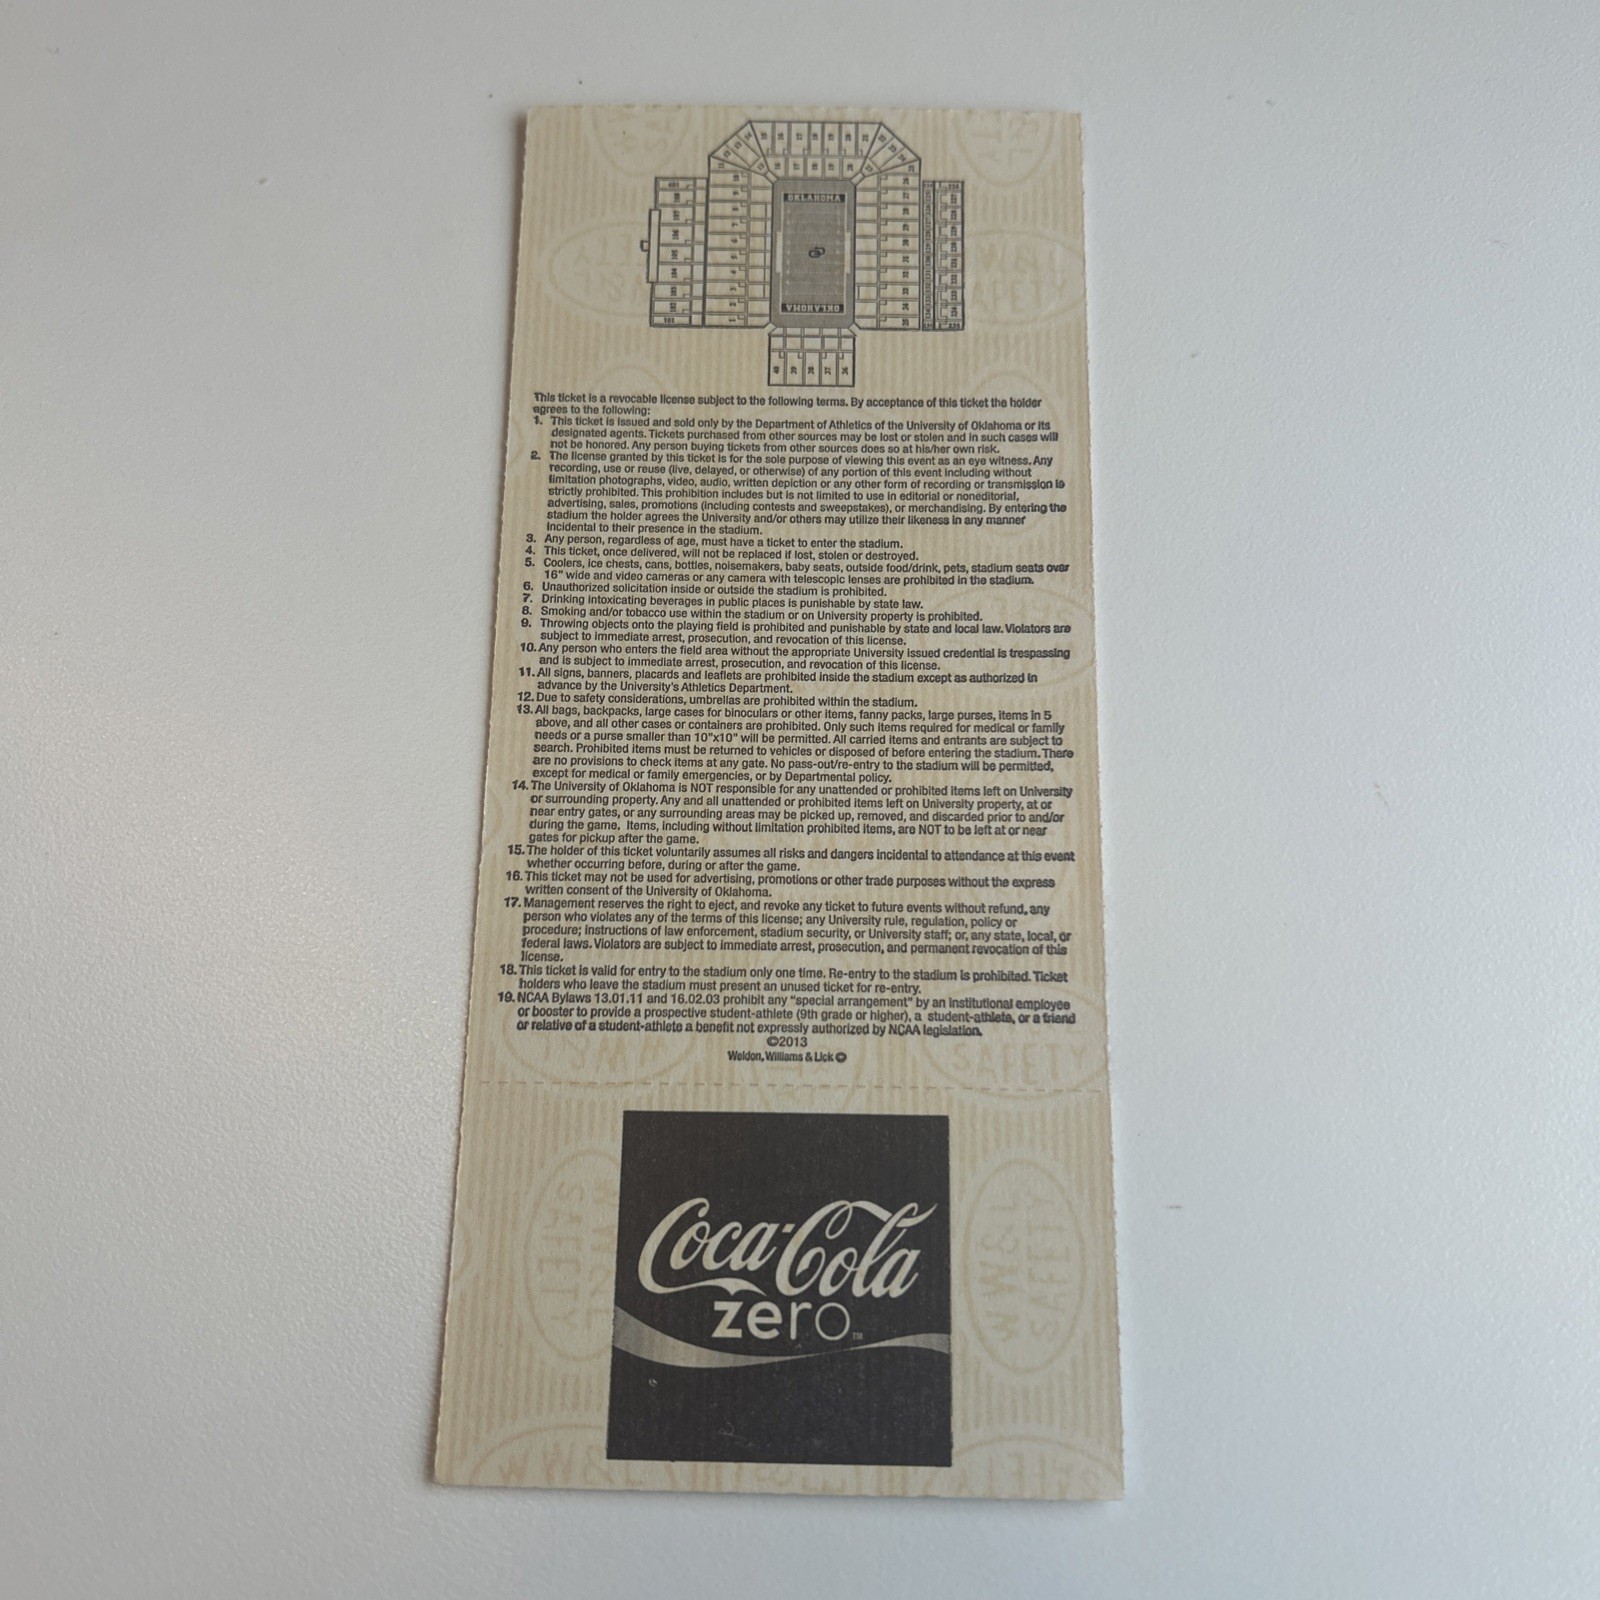 OKLAHOMA
OKLAHOMA
This ticket is a revocable license subject to the following terms. By acceptance of this ticket the holder
agrees to the following:
1. This ticket is issued and sold only by the Department of Athletics of the University of Oklahoma or its
designated agents. Tickets purchased from other sources may be lost or stolen and in such cases will
not be honored. Any person buying tickets from other sources does so at his/her own risk.
2. The license granted by this ticket is for the sole purpose of viewing this event as an eye witness. Any
recording, use or reuse (live, delayed, or otherwise) of any portion of this event including without
limitation photographs, video, audio, written depiction or any other form of recording or transmission is
strictly prohibited. This prohibition includes but is not limited to use in editorial or noneditorial,
advertising, sales, promotions (including contests and sweepstakes), or merchandising. By entering the
stadium the holder agrees the University and/or others may utilize their likeness in any manner
incidental to their presence in the stadium.
3. Any person, regardless of age, must have a ticket to enter the stadium.
4. This ticket, once delivered, will not be replaced if lost, stolen or destroyed.
5. Coolers, ice chests, cans, bottles, noisemakers, baby seats, outside food/drink, pets, stadium seats over
16" wide and video cameras or any camera with telescopic lenses are prohibited in the stadium.
6. Unauthorized solicitation inside or outside the stadium is prohibited.
7. Drinking intoxicating beverages in public places is punishable by state law.
8. Smoking and/or tobacco use within the stadium or on University property is prohibited.
9. Throwing objects onto the playing field is prohibited and punishable by state and local law. Violators are
subject to immediate arrest, prosecution, and revocation of this license.
10. Any person who enters the field area without the appropriate University issued credential is trespassing
and is subject to immediate arrest, prosecution, and revocation of this license.
11. All signs, banners, placards and leaflets are prohibited inside the stadium except as authorized in
advance by the University's Athletics Department.
12. Due to safety considerations, umbrellas are prohibited within the stadium.
13. All bags, backpacks, large cases for binoculars or other items, fanny packs, large purses, items in 5
above, and all other cases or containers are prohibited. Only such items required for medical or family
needs or a purse smaller than 10"x10" will be permitted. All carried items and entrants are subject to
search. Prohibited items must be returned to vehicles or disposed of before entering the stadium. There
are no provisions to check items at any gate. No pass-out/re-entry to the stadium will be permitted,
except for medical or family emergencies, or by Departmental policy.
14. The University of Oklahoma is NOT responsible for any unattended or prohibited items left on University
or surrounding property. Any and all unattended or prohibited items left on University property, at or
near entry gates, or any surrounding areas may be picked up, removed, and discarded prior to and/or
during the game. Items, including without limitation prohibited items, are NOT to be left at or near
gates for pickup after the game.
15. The holder of this ticket voluntarily assumes all risks and dangers incidental to attendance at this event
whether occurring before, during or after the game.
16. This ticket may not be used for advertising, promotions or other trade purposes without the express
written consent of the University of Oklahoma.
17. Management reserves the right to eject, and revoke any ticket to future events without refund, any
person who violates any of the terms of this license; any University rule, regulation, policy or
procedure; instructions of law enforcement, stadium security, or University staff; or, any state, local, or
federal laws. Violators are subject to immediate arrest, prosecution, and permanent revocation of this
license.
18. This ticket is valid for entry to the stadium only one time. Re-entry to the stadium is prohibited. Ticket
holders who leave the stadium must present an unused ticket for re-entry.
19. NCAA Bylaws 13.01.11 and 16.02.03 prohibit any "special arrangement" by an institutional employee
or booster to provide a prospective student-athlete (9th grade or higher), a student-athlete, or a friend
or relative of a student-athlete a benefit not expressly authorized by NCAA legislation.
©2013
Weldon, Williams & Lick
SAFETY
WW&L
SAFETY
Coca-Cola
zero™